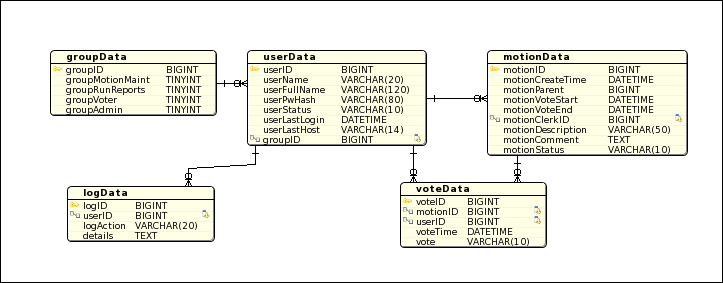 groupData
groupID BIGINT
groupMotionMaint TINYINT
groupRunReports TINYINT
groupVoter TINYINT
groupAdmin TINYINT
userData
userID BIGINT
userName VARCHAR(20)
userFullName VARCHAR(120)
userPwHash VARCHAR(80)
userStatus VARCHAR(10)
userLastLogin DATETIME
userLastHost VARCHAR(14)
groupID BIGINT
motionData
motionID BIGINT
motionCreateTime DATETIME
motionParent BIGINT
motionVoteStart DATETIME
motionVoteEnd DATETIME
motionClerkID BIGINT
motionDescription VARCHAR(50)
motionComment TEXT
motionStatus VARCHAR(10)
logData
logID BIGINT
userID BIGINT
logAction VARCHAR(20)
details TEXT
voteData
voteID BIGINT
motionID BIGINT
userID BIGINT
voteTime DATETIME
vote VARCHAR(10)